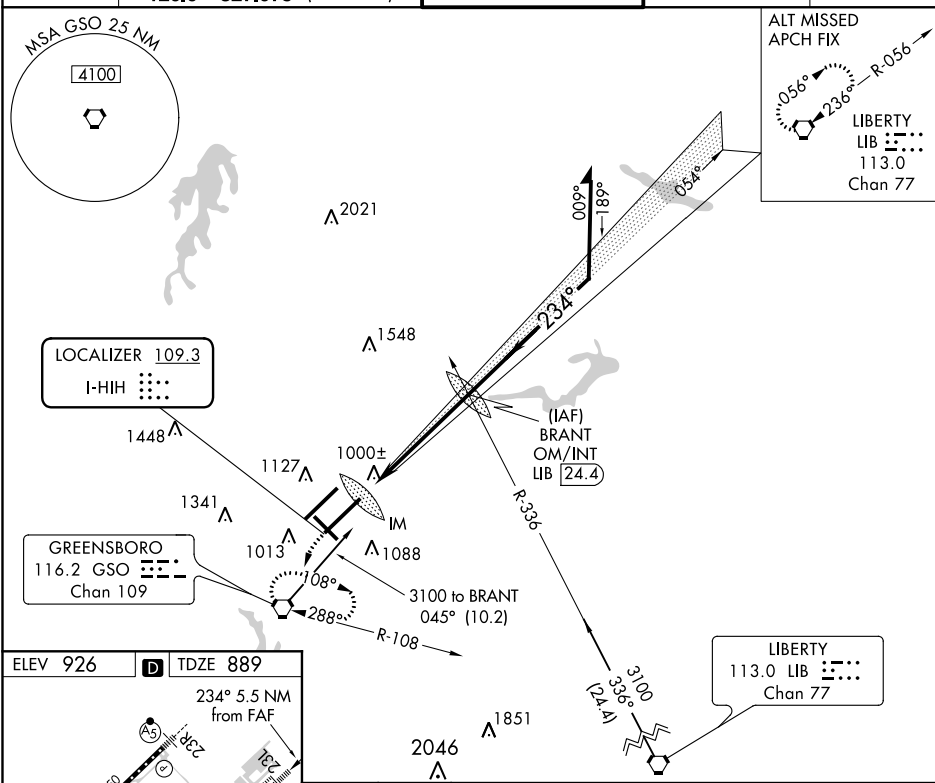 MSA GSO 25 NM
4100
ALT MISSED
APCH FIX
056°
236°
R-056
LIBERTY
LIB
113.0
Chan 77
2021
009°
189°
054°
234°
1548
LOCALIZER 109.3
I-HIH
1448
(IAF)
BRANT
OM/INT
LIB 24.4
1127
1000±
1341
IM
R-336
1013
1088
GREENSBORO
116.2 GSO
Chan 109
108°
288°
3100 to BRANT
045° (10.2)
R-108
3100
336°
(24.4)
LIBERTY
113.0 LIB
Chan 77
ELEV 926
D
TDZE 889
234° 5.5 NM
from FAF
A5
23R
23L
1851
2046